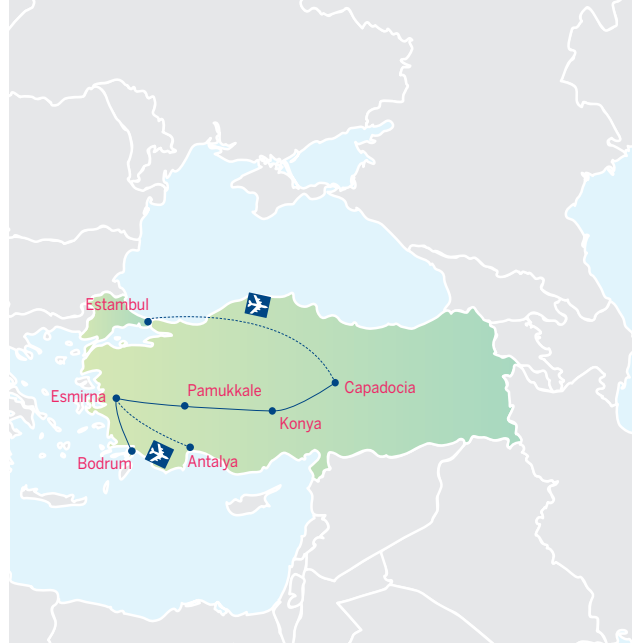 Estambul
Capadocia
Pamukkale
Esmirna
Konya
Bodrum
Antalya